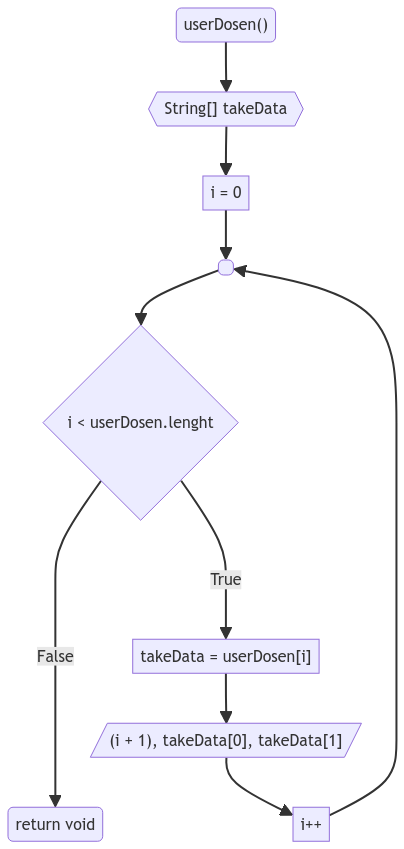 userDosen()
String[] takeData
i = 0
i < userDosen.lenght
True
False
takeData = userDosen[i]
(i + 1), takeData[0], takeData[1]
return void
i++